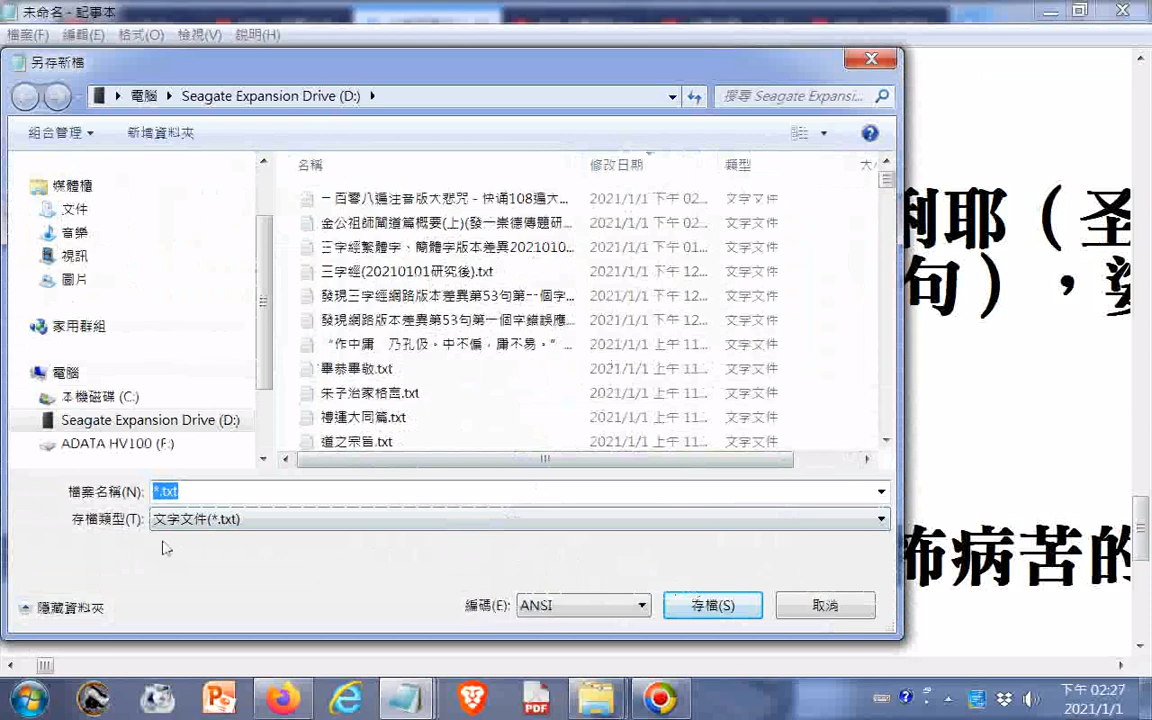 未命名 - 記事本
檔案(F) 編輯(E) 格式(O) 檢視(V) 說明(H)
另存新檔
電腦 Seagate Expansion Drive (D:)
搜尋 Seagate Expansi...
組合管理 新增資料夾
名稱 修改日期 類型 大
媒體櫃
文件
音樂
視訊
圖片
家用群組
電腦
本機磁碟 (C:)
Seagate Expansion Drive (D:)
ADATA HV100 (F:)
一百零八遍注音版大悲咒 - 快诵108遍大... 2021/1/1 下午 02... 文字文件
金公祖師闡道篇概要(上)(發一崇德傳題研... 2021/1/1 下午 02... 文字文件
三字經繁體字、簡體字版本差異2021010... 2021/1/1 下午 01... 文字文件
三字經(20210101研究後).txt 2021/1/1 下午 12... 文字文件
發現三字經網路版本差異第53句第一個字... 2021/1/1 下午 12... 文字文件
發現網路版本差異第53句第一個字錯誤應... 2021/1/1 下午 12... 文字文件
“作中庸　乃孔伋。中不偏，庸不易。” ... 2021/1/1 上午 11... 文字文件
畢恭畢敬.txt 2021/1/1 上午 11... 文字文件
朱子治家格言.txt 2021/1/1 上午 11... 文字文件
禮運大同篇.txt 2021/1/1 上午 11... 文字文件
道之宗旨.txt 2021/1/1 上午 11... 文字文件
檔案名稱(N): *.txt
存檔類型(T): 文字文件(*.txt)
隱藏資料夾
編碼(E): ANSI 存檔(S) 取消
唎耶（圣
句），娑
怖病苦的
PDF
下午 02:27
2021/1/1